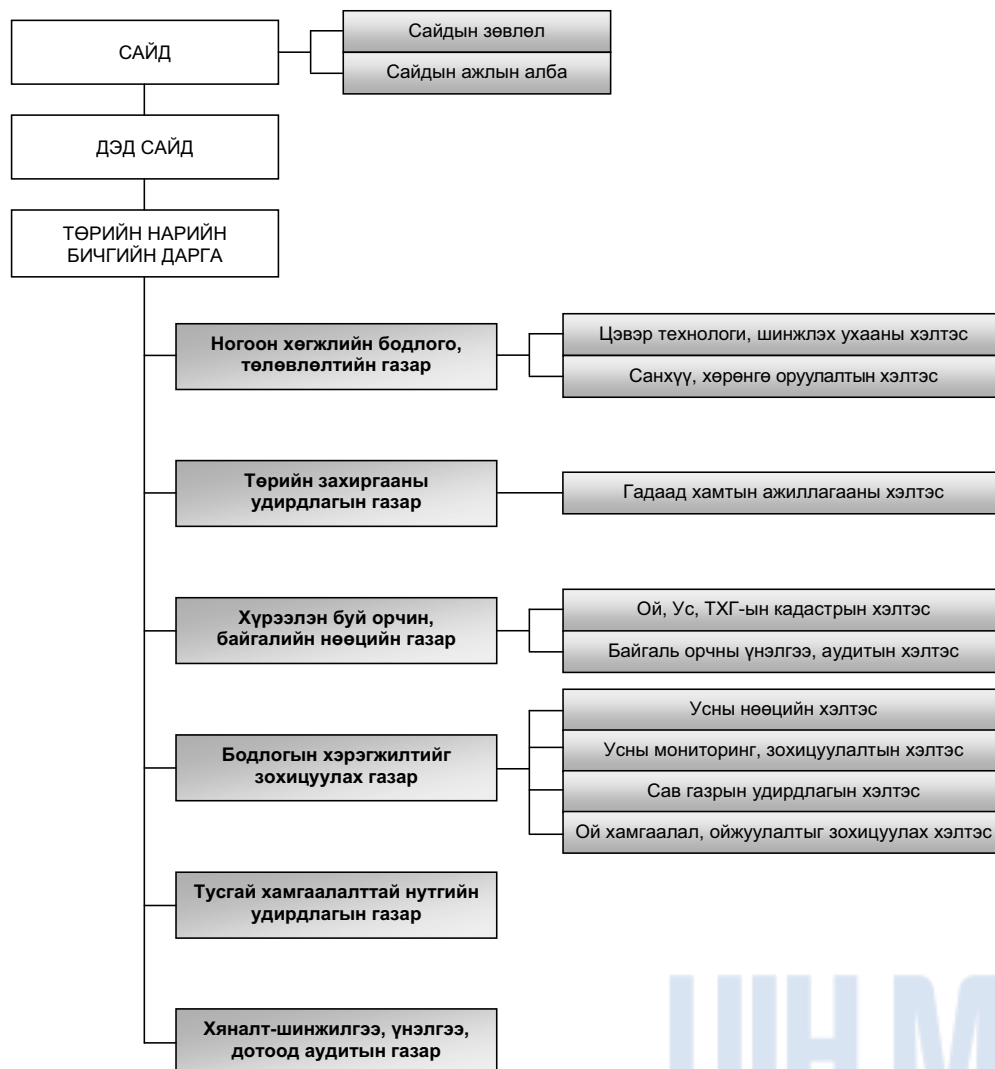 САЙД
Сайдын зөвлөл
Сайдын ажлын алба
ДЭД САЙД
ТӨРИЙН НАРИЙН
БИЧГИЙН ДАРГА
Ногоон хөгжлийн бодлого,
төлөвлөлтийн газар
Цэвэр технологи, шинжлэх ухааны хэлтэс
Санхүү, хөрөнгө оруулалтын хэлтэс
Төрийн захиргааны
удирдлагын газар
Гадаад хамтын ажиллагааны хэлтэс
Хүрээлэн буй орчин,
байгалийн нөөцийн газар
Ой, Ус, ТХГ-ын кадастрын хэлтэс
Байгаль орчны үнэлгээ, аудитын хэлтэс
Бодлогын хэрэгжилтийг
зохицуулах газар
Усны нөөцийн хэлтэс
Усны мониторинг, зохицуулалтын хэлтэс
Сав газрын удирдлагын хэлтэс
Ой хамгаалал, ойжуулалтыг зохицуулах хэлтэс
Тусгай хамгаалалттай нутгийн
удирдлагын газар
Хяналт-шинжилгээ, үнэлгээ,
дотоод аудитын газар